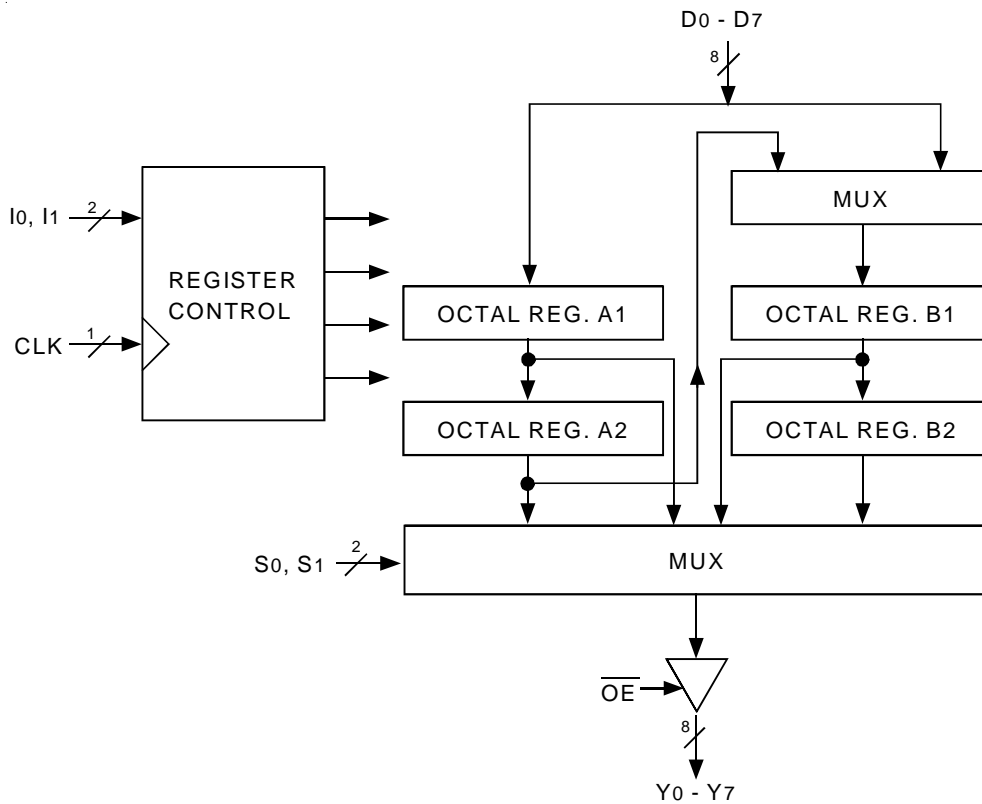 D0 - D7
8
MUX
I0, I1
2
REGISTER
CONTROL
CLK
1
OCTAL REG. A1
OCTAL REG. B1
OCTAL REG. A2
OCTAL REG. B2
S0, S1
2
MUX
OE
8
Y0 - Y7